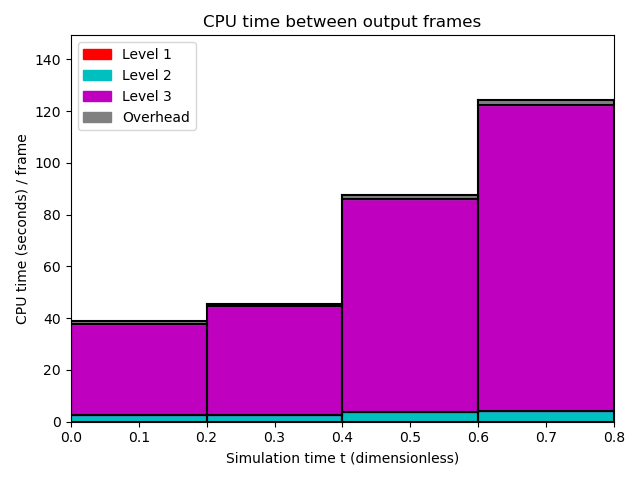 CPU time between output frames
Level 1
Level 2
Level 3
Overhead
CPU time (seconds) / frame
140
120
100
80
60
40
20
0
0.0 0.1 0.2 0.3 0.4 0.5 0.6 0.7 0.8
Simulation time t (dimensionless)